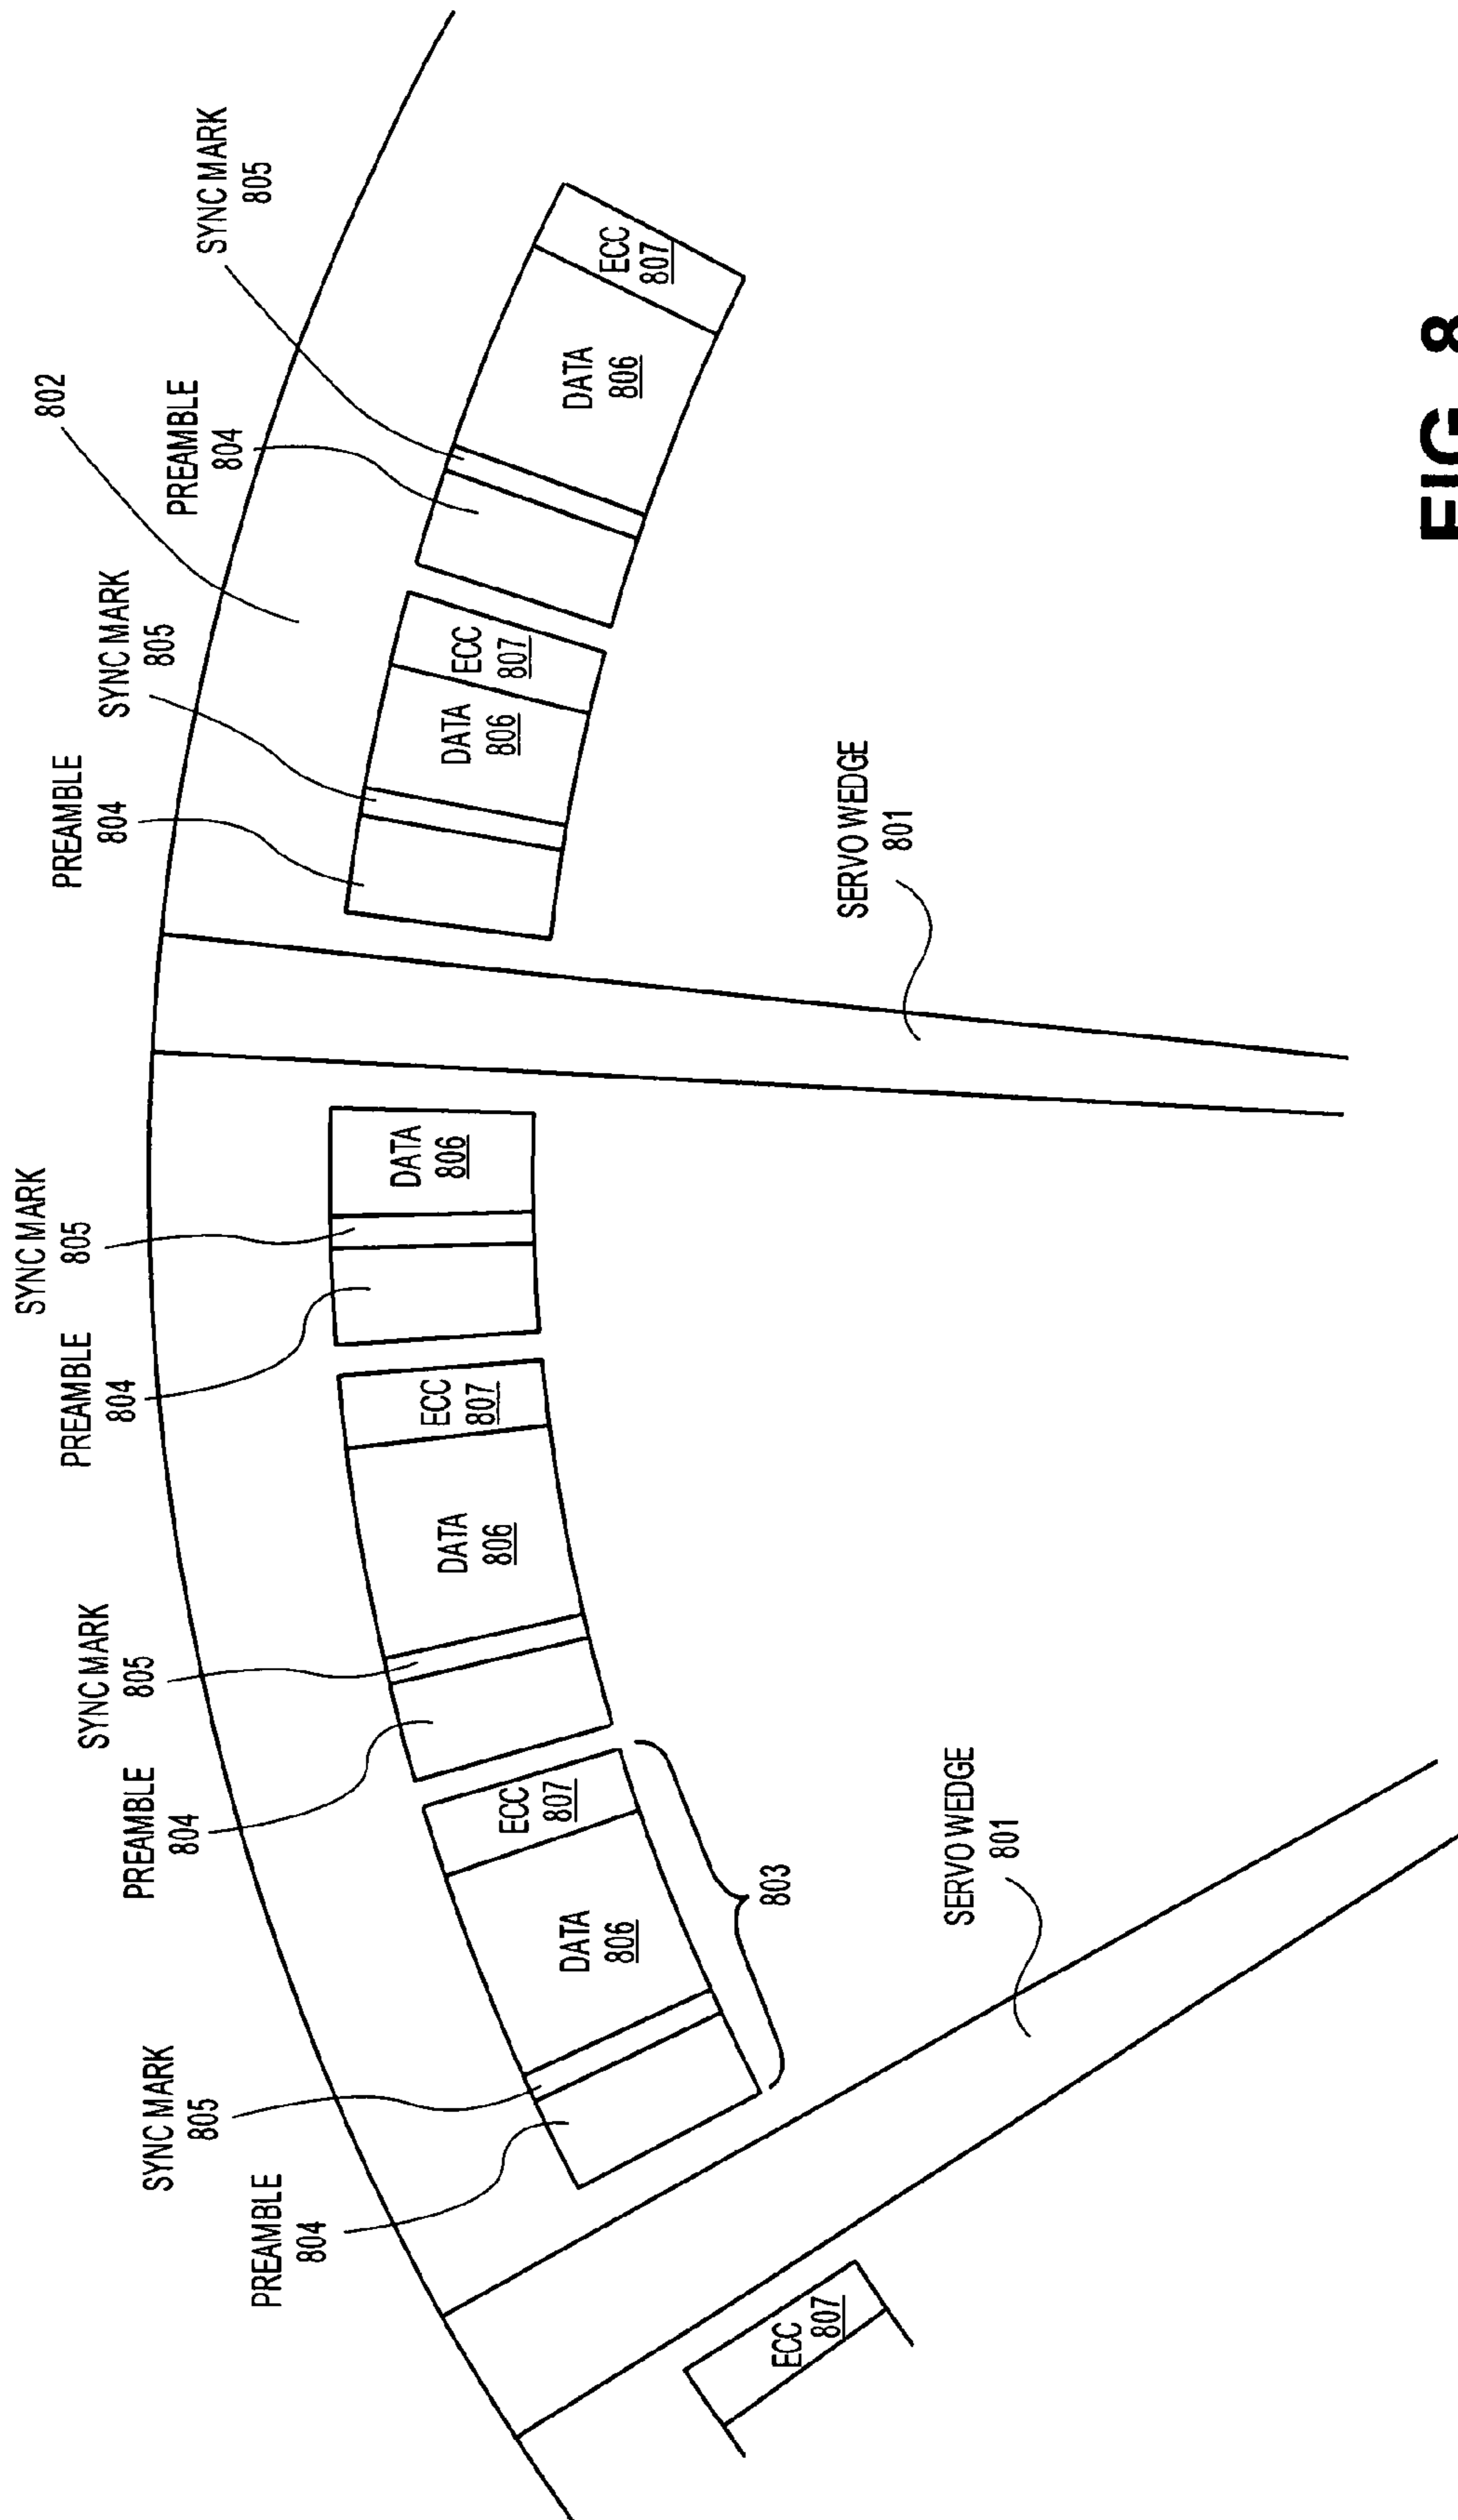 802
SYNC MARK
805
PREAMBLE
804
SYNC MARK
805
PREAMBLE
804
SYNC MARK
805
PREAMBLE
804
SYNC MARK
805
PREAMBLE
804
SYNC MARK
805
PREAMBLE
804
ECC
807
DATA
806
ECC
807
DATA
806
ECC
807
DATA
806
DATA
806
ECC
807
DATA
806
ECC
807
803
SERVO WEDGE
801
SERVO WEDGE
801
FIG. 8